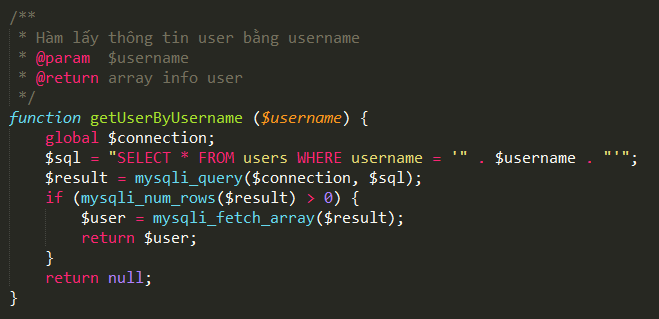 /**
 * Hàm lấy thông tin user bằng username
 * @param  $username
 * @return array info user
 */
function getUserByUsername ($username) {
    global $connection;
    $sql = "SELECT * FROM users WHERE username = '" . $username . "'";
    $result = mysqli_query($connection, $sql);
    if (mysqli_num_rows($result) > 0) {
        $user = mysqli_fetch_array($result);
        return $user;
    }
    return null;
}